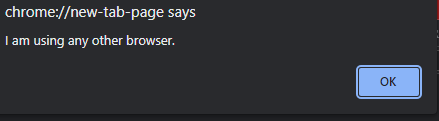 chrome://new-tab-page says
I am using any other browser.
OK